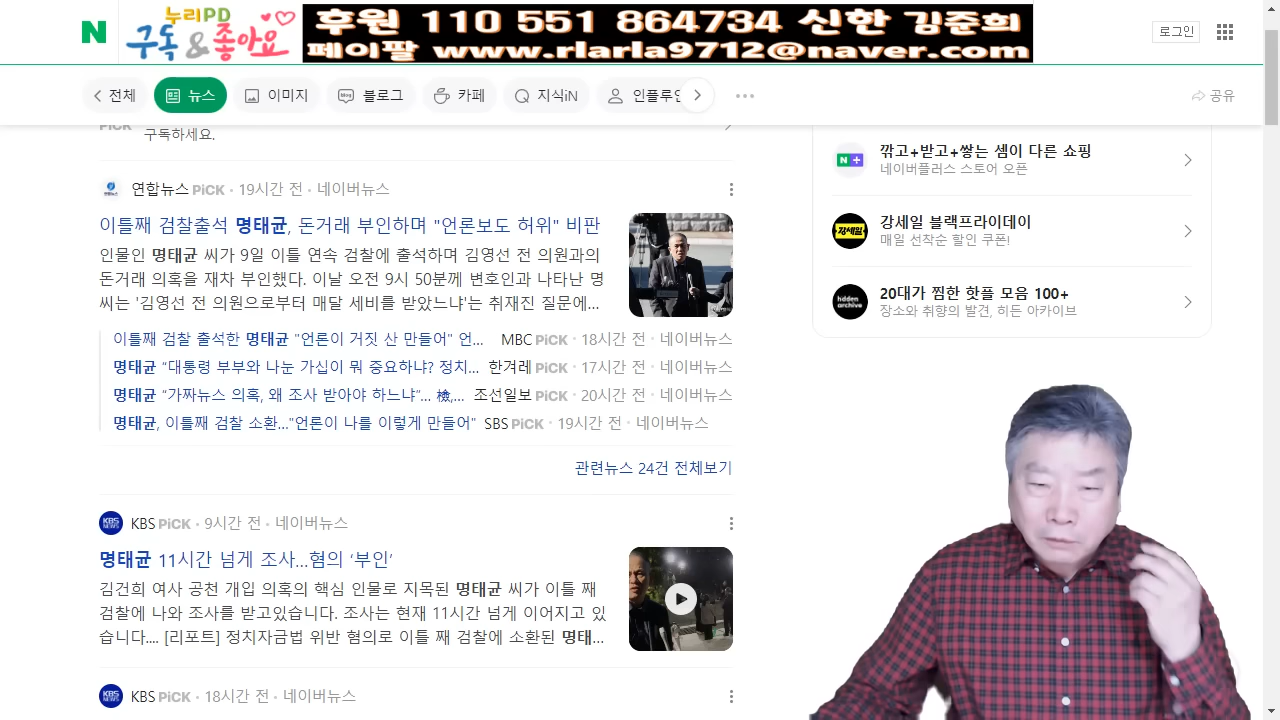 누리PD
구독&좋아요
후원 110 551 864734 신한 김준희
페이팔 www.rlarla9712@naver.com
N
로그인
전체
뉴스
이미지
blog 블로그
카페
지식iN
인플루언
공유
PiCK
구독하세요.
연합뉴스 PiCK · 19시간 전 · 네이버뉴스
이틀째 검찰출석 명태균, 돈거래 부인하며 "언론보도 허위" 비판
인물인 명태균 씨가 9일 이틀 연속 검찰에 출석하며 김영선 전 의원과의
돈거래 의혹을 재차 부인했다. 이날 오전 9시 50분께 변호인과 나타난 명
씨는 '김영선 전 의원으로부터 매달 세비를 받았느냐'는 취재진 질문에...
이틀째 검찰 출석한 명태균 "언론이 거짓 산 만들어" 언... MBC PiCK · 18시간 전 · 네이버뉴스
명태균 “대통령 부부와 나눈 가십이 뭐 중요하냐? 정치... 한겨레 PiCK · 17시간 전 · 네이버뉴스
명태균 “가짜뉴스 의혹, 왜 조사 받아야 하느냐”... 檢,... 조선일보 PiCK · 20시간 전 · 네이버뉴스
명태균, 이틀째 검찰 소환..."언론이 나를 이렇게 만들어" SBS PiCK · 19시간 전 · 네이버뉴스
관련뉴스 24건 전체보기
KBS NEWS
KBS PiCK · 9시간 전 · 네이버뉴스
명태균 11시간 넘게 조사…혐의 ‘부인’
김건희 여사 공천 개입 의혹의 핵심 인물로 지목된 명태균 씨가 이틀 째
검찰에 나와 조사를 받고있습니다. 조사는 현재 11시간 넘게 이어지고 있
습니다.... [리포트] 정치자금법 위반 혐의로 이틀 째 검찰에 소환된 명태...
KBS NEWS
KBS PiCK · 18시간 전 · 네이버뉴스
N+
깎고+받고+쌓는 셈이 다른 쇼핑
네이버플러스 스토어 오픈
강세일
강세일 블랙프라이데이
매일 선착순 할인 쿠폰!
hdden archive
20대가 찜한 핫플 모음 100+
장소와 취향의 발견, 히든 아카이브